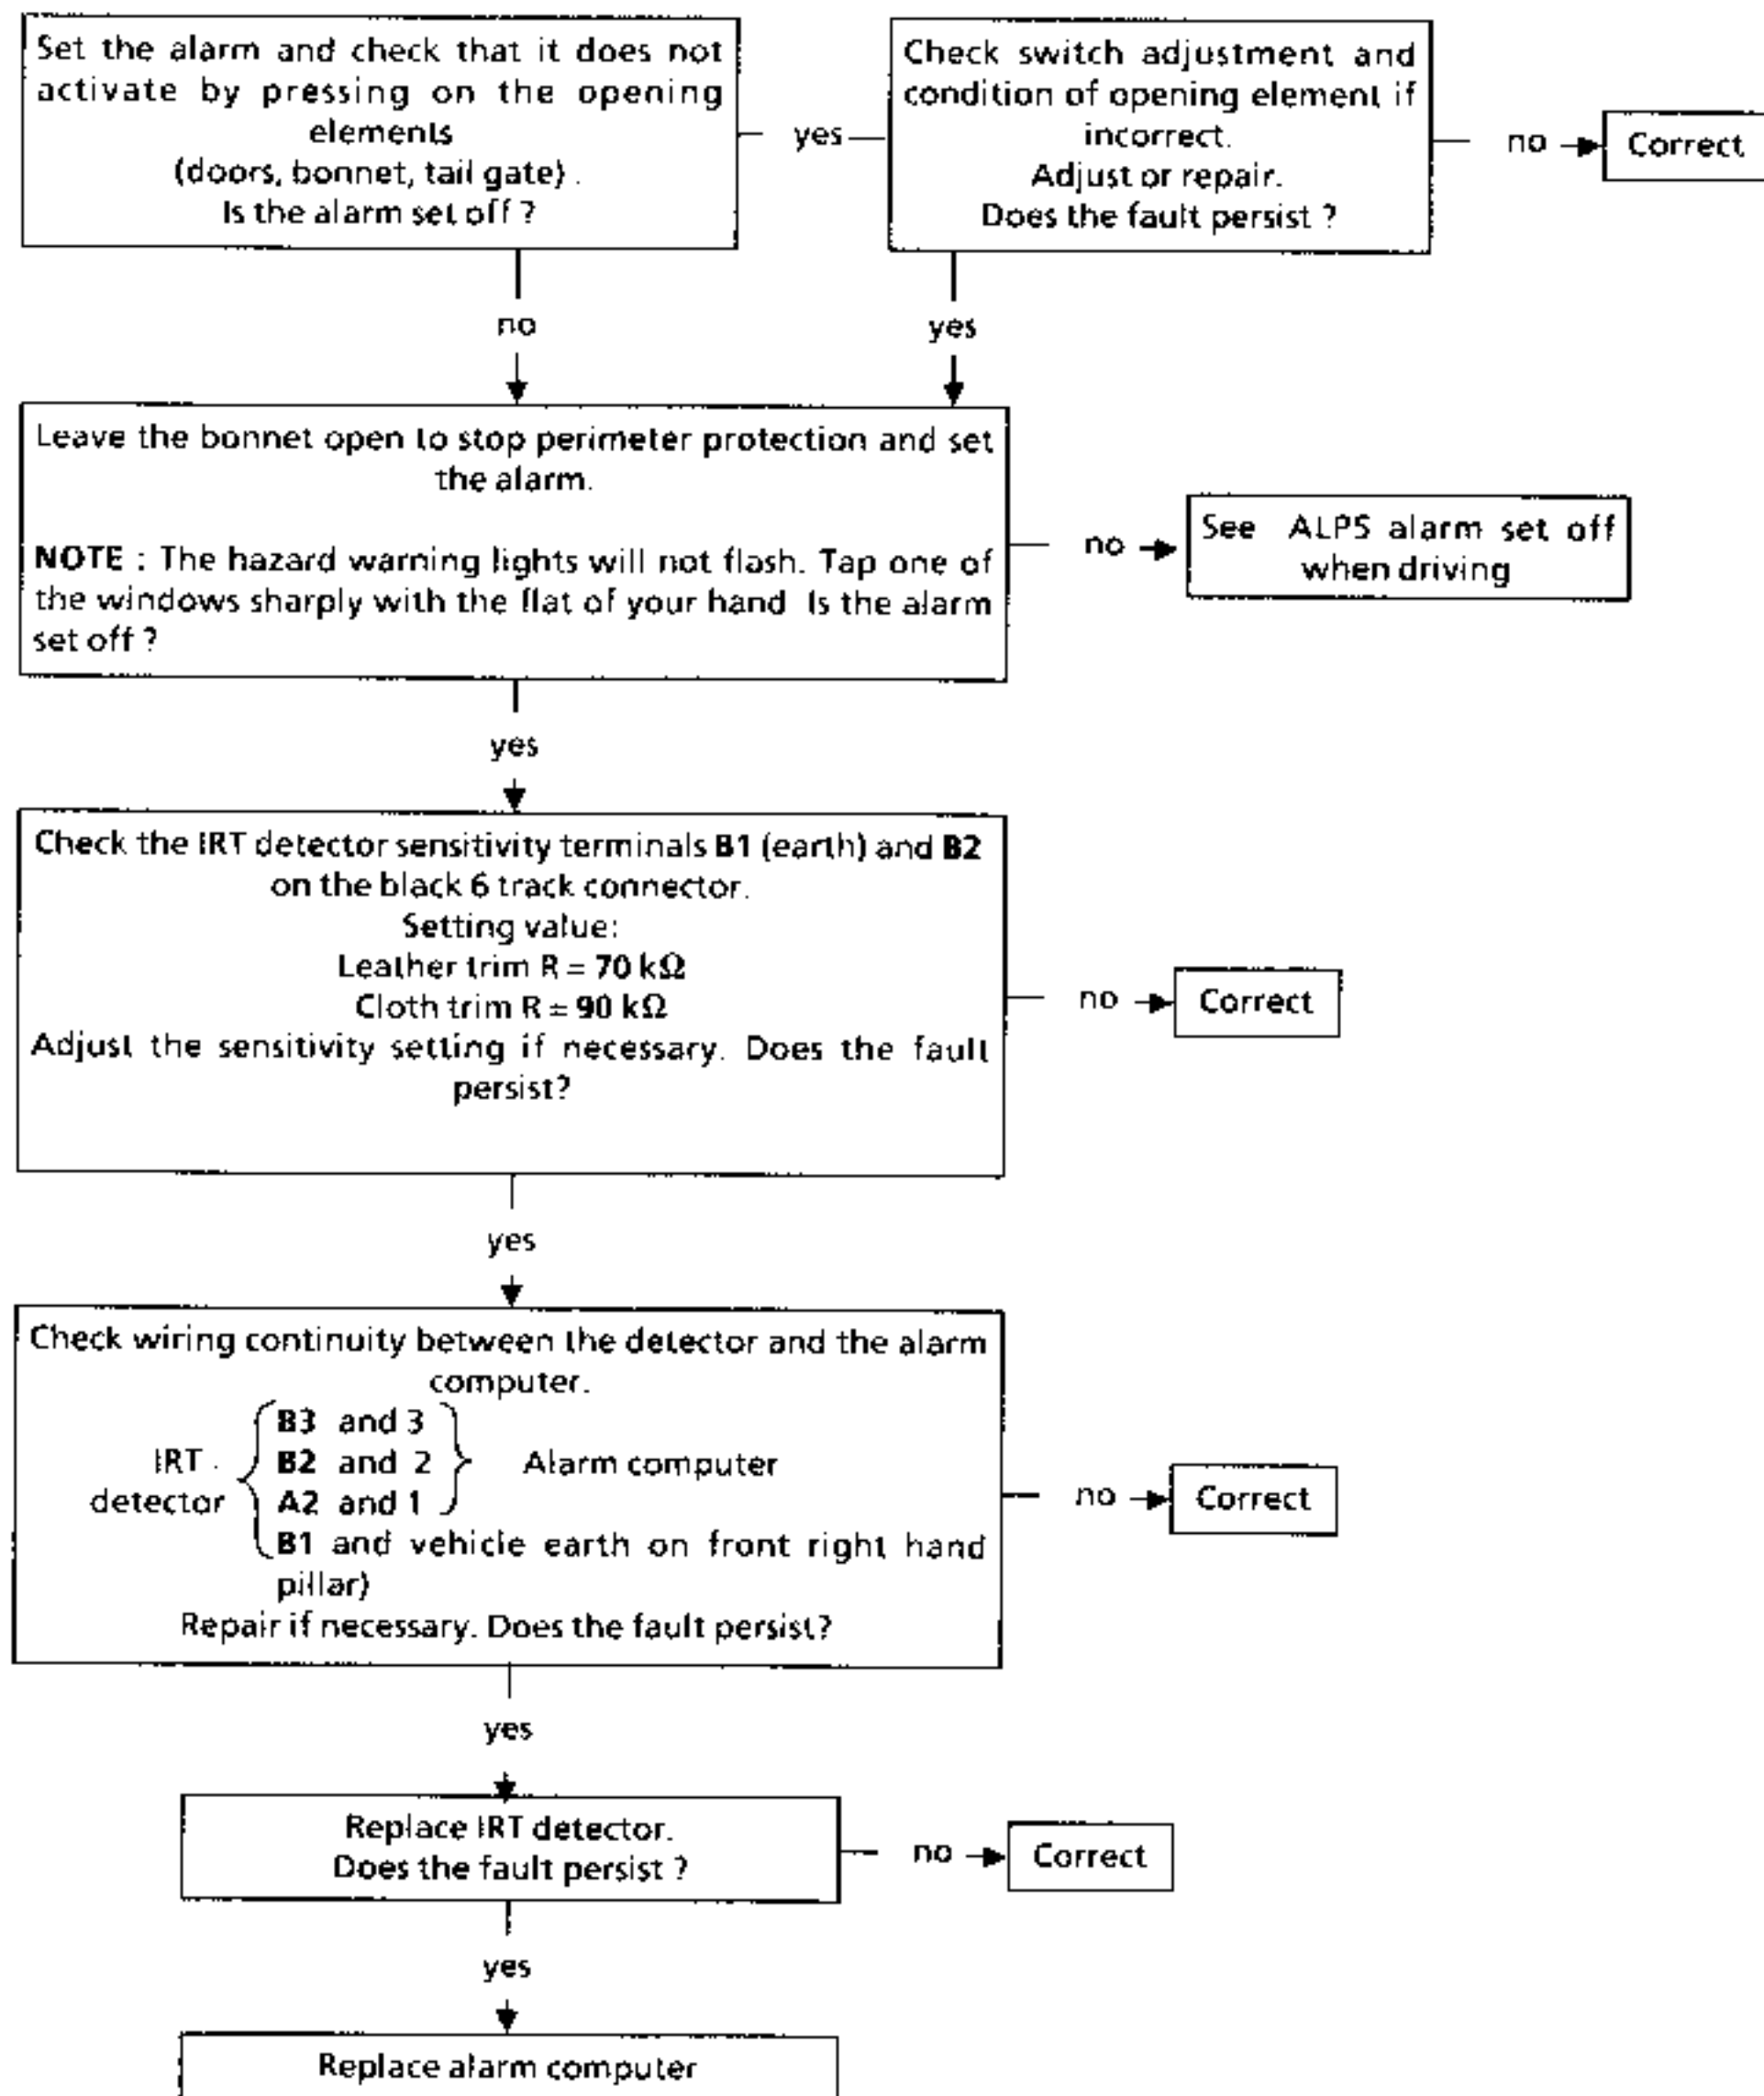 Set the alarm and check that it does not
activate by pressing on the opening
elements
(doors, bonnet, tail gate) .
Is the alarm set off ?
yes
Check switch adjustment and
condition of opening element if
incorrect.
Adjust or repair.
Does the fault persist ?
no
Correct
no
yes
Leave the bonnet open to stop perimeter protection and set
the alarm.
NOTE : The hazard warning lights will not flash. Tap one of
the windows sharply with the flat of your hand Is the alarm
set off ?
no
See ALPS alarm set off
when driving
yes
Check the IRT detector sensitivity terminals B1 (earth) and B2
on the black 6 track connector.
Setting value:
Leather trim R = 70 kΩ
Cloth trim R = 90 kΩ
Adjust the sensitivity setting if necessary. Does the fault
persist?
no
Correct
yes
Check wiring continuity between the detector and the alarm
computer.
B3 and 3
IRT B2 and 2 Alarm computer
detector A2 and 1
B1 and vehicle earth on front right hand
pillar)
Repair if necessary. Does the fault persist?
no
Correct
yes
Replace IRT detector.
Does the fault persist ?
no
Correct
yes
Replace alarm computer